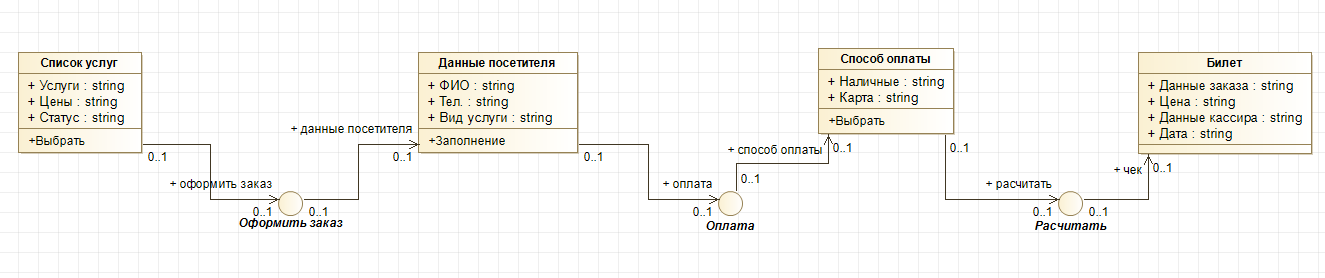 Список услуг
+ Услуги : string
+ Цены : string
+ Статус : string
+Выбрать
0..1
+ оформить заказ
0..1
0..1
Оформить заказ
+ данные посетителя
0..1
Данные посетителя
+ ФИО : string
+ Тел. : string
+ Вид услуги : string
+Заполнение
0..1
+ оплата
0..1
0..1
Оплата
+ способ оплаты
0..1
Способ оплаты
+ Наличные : string
+ Карта : string
+Выбрать
0..1
+ расчитать
0..1
0..1
Расчитать
+ чек
0..1
Билет
+ Данные заказа : string
+ Цена : string
+ Данные кассира : string
+ Дата : string